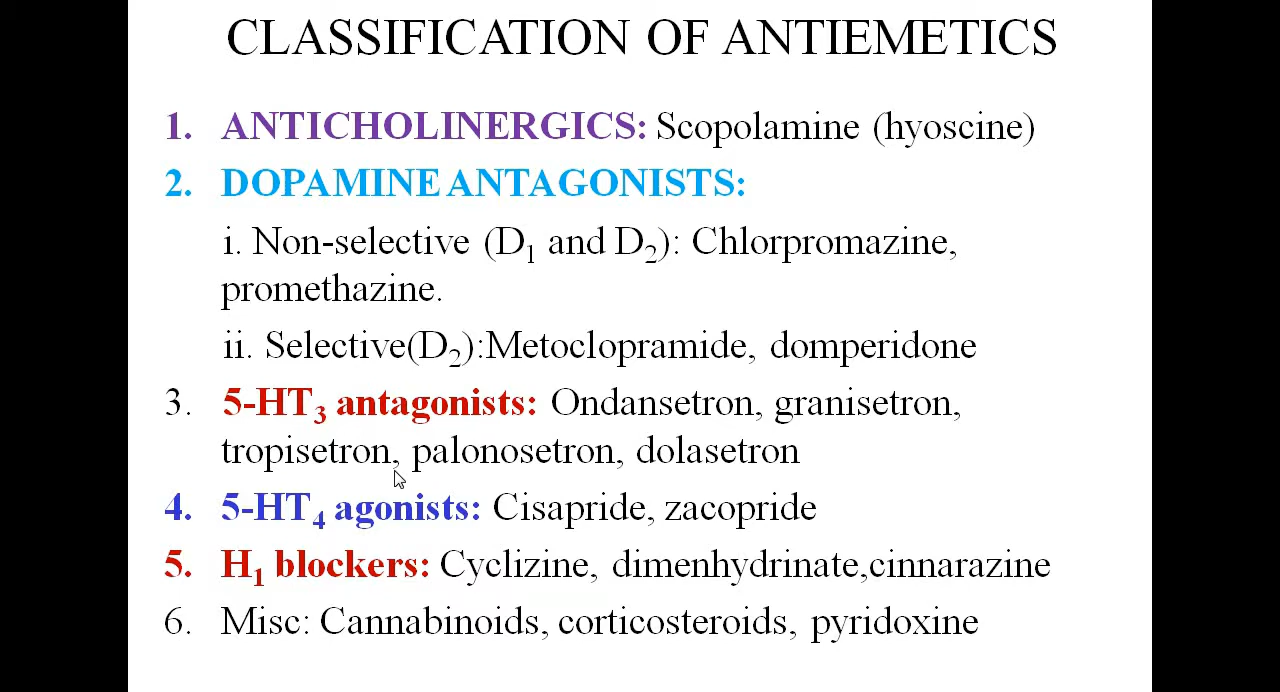 CLASSIFICATION OF ANTIEMETICS
1. ANTICHOLINERGICS: Scopolamine (hyoscine)
2. DOPAMINE ANTAGONISTS:
i. Non-selective (D1 and D2): Chlorpromazine,
promethazine.
ii. Selective(D2):Metoclopramide, domperidone
3. 5-HT3 antagonists: Ondansetron, granisetron,
tropisetron, palonosetron, dolasetron
4. 5-HT4 agonists: Cisapride, zacopride
5. H1 blockers: Cyclizine, dimenhydrinate,cinnarazine
6. Misc: Cannabinoids, corticosteroids, pyridoxine